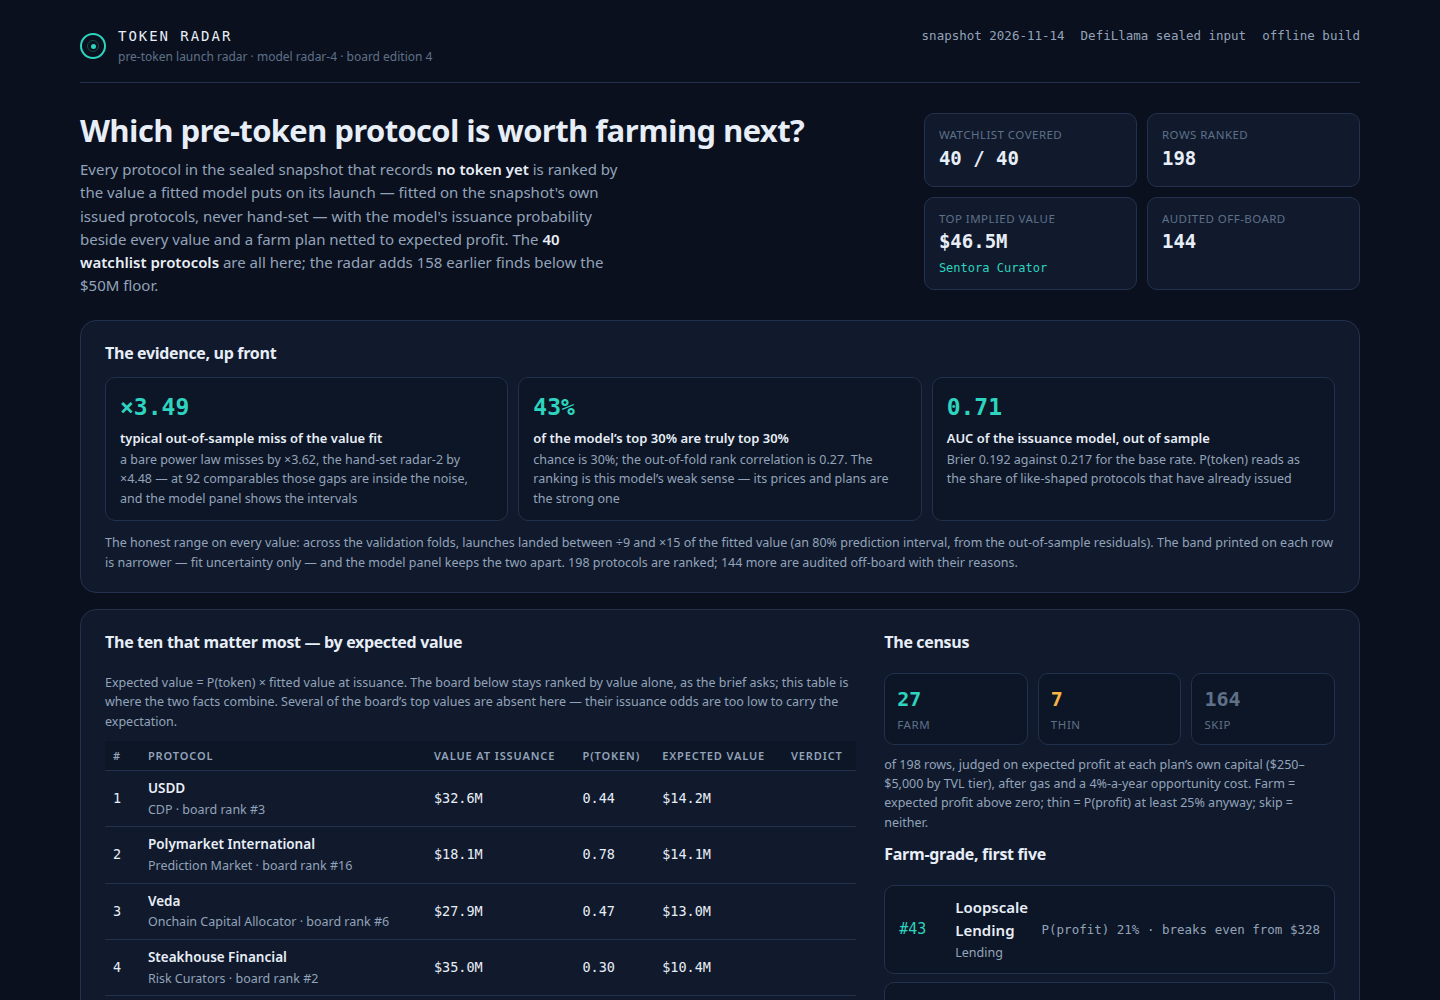 TOKEN RADAR
pre-token launch radar · model radar-4 · board edition 4
snapshot 2026-11-14 DefiLlama sealed input offline build
Which pre-token protocol is worth farming next?
Every protocol in the sealed snapshot that records no token yet is ranked by
the value a fitted model puts on its launch — fitted on the snapshot's own
issued protocols, never hand-set — with the model's issuance probability
beside every value and a farm plan netted to expected profit. The 40
watchlist protocols are all here; the radar adds 158 earlier finds below the
$50M floor.
WATCHLIST COVERED
40 / 40
ROWS RANKED
198
TOP IMPLIED VALUE
$46.5M
Sentora Curator
AUDITED OFF-BOARD
144
The evidence, up front
×3.49
typical out-of-sample miss of the value fit
a bare power law misses by ×3.62, the hand-set radar-2 by
×4.48 — at 92 comparables those gaps are inside the noise,
and the model panel shows the intervals
43%
of the model's top 30% are truly top 30%
chance is 30%; the out-of-fold rank correlation is 0.27. The
ranking is this model's weak sense — its prices and plans are
the strong one
0.71
AUC of the issuance model, out of sample
Brier 0.192 against 0.217 for the base rate. P(token) reads as
the share of like-shaped protocols that have already issued
The honest range on every value: across the validation folds, launches landed between ÷9 and ×15 of the fitted value (an 80% prediction interval, from the out-of-sample residuals). The band printed on each row
is narrower — fit uncertainty only — and the model panel keeps the two apart. 198 protocols are ranked; 144 more are audited off-board with their reasons.
The ten that matter most — by expected value
Expected value = P(token) × fitted value at issuance. The board below stays ranked by value alone, as the brief asks; this table is
where the two facts combine. Several of the board's top values are absent here — their issuance odds are too low to carry the
expectation.
# PROTOCOL VALUE AT ISSUANCE P(TOKEN) EXPECTED VALUE VERDICT
1 USDD $32.6M 0.44 $14.2M
CDP · board rank #3
2 Polymarket International $18.1M 0.78 $14.1M
Prediction Market · board rank #16
3 Veda $27.9M 0.47 $13.0M
Onchain Capital Allocator · board rank #6
4 Steakhouse Financial $35.0M 0.30 $10.4M
Risk Curators · board rank #2
The census
27
FARM
7
THIN
164
SKIP
of 198 rows, judged on expected profit at each plan's own capital ($250–
$5,000 by TVL tier), after gas and a 4%-a-year opportunity cost. Farm =
expected profit above zero; thin = P(profit) at least 25% anyway; skip =
neither.
Farm-grade, first five
#43
Loopscale
Lending
Lending
P(profit) 21% · breaks even from $328